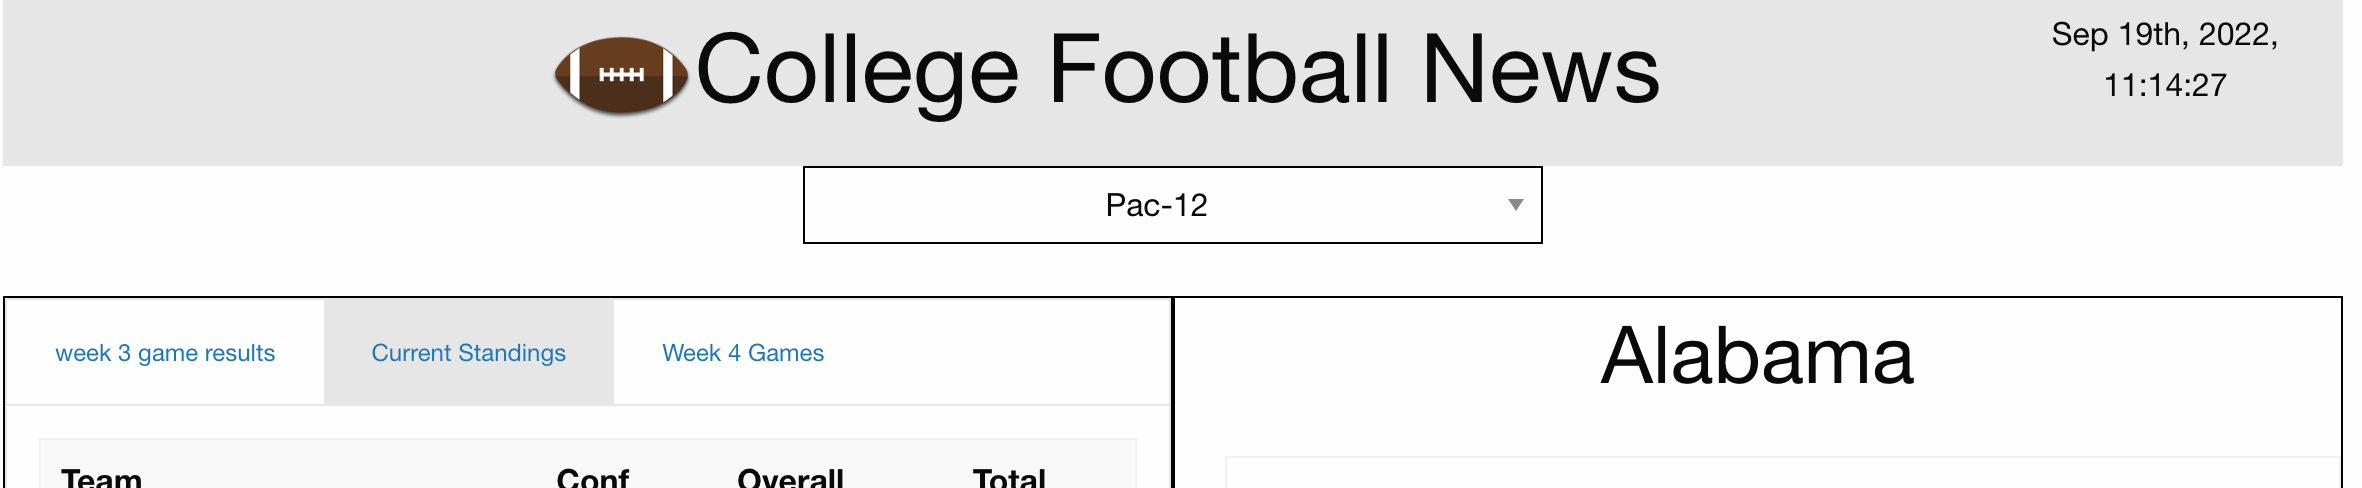 College Football News
Sep 19th, 2022,
11:14:27
Pac-12
week 3 game results
Current Standings
Week 4 Games
Alabama
Team Conf Overall Total